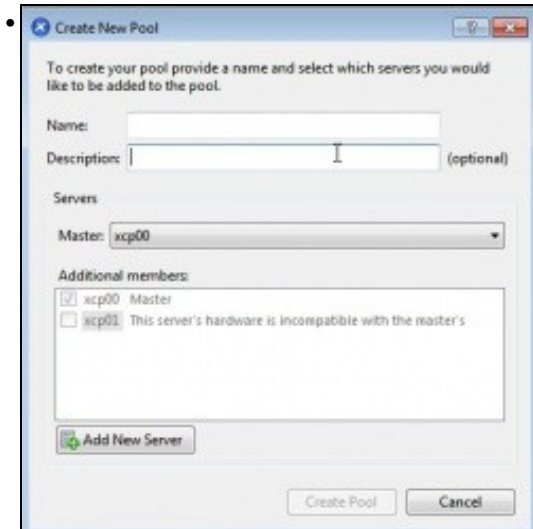 Create New Pool
To create your pool provide a name and select which servers you would
like to be added to the pool.
Name:
Description: (optional)
Servers
Master: xcp00
Additional members:
xcp00 Master
xcp01 This server's hardware is incompatible with the master's
Add New Server
Create Pool Cancel